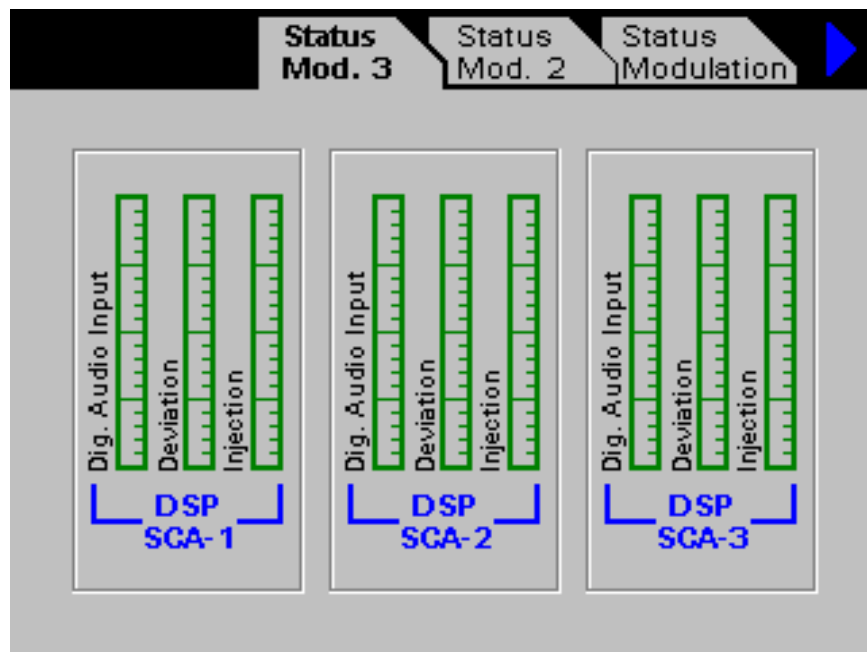 Status
Mod. 3
Status
Mod. 2
Status
Modulation
Dig. Audio Input
Deviation
Injection
DSP
SCA-1
Dig. Audio Input
Deviation
Injection
DSP
SCA-2
Dig. Audio Input
Deviation
Injection
DSP
SCA-3